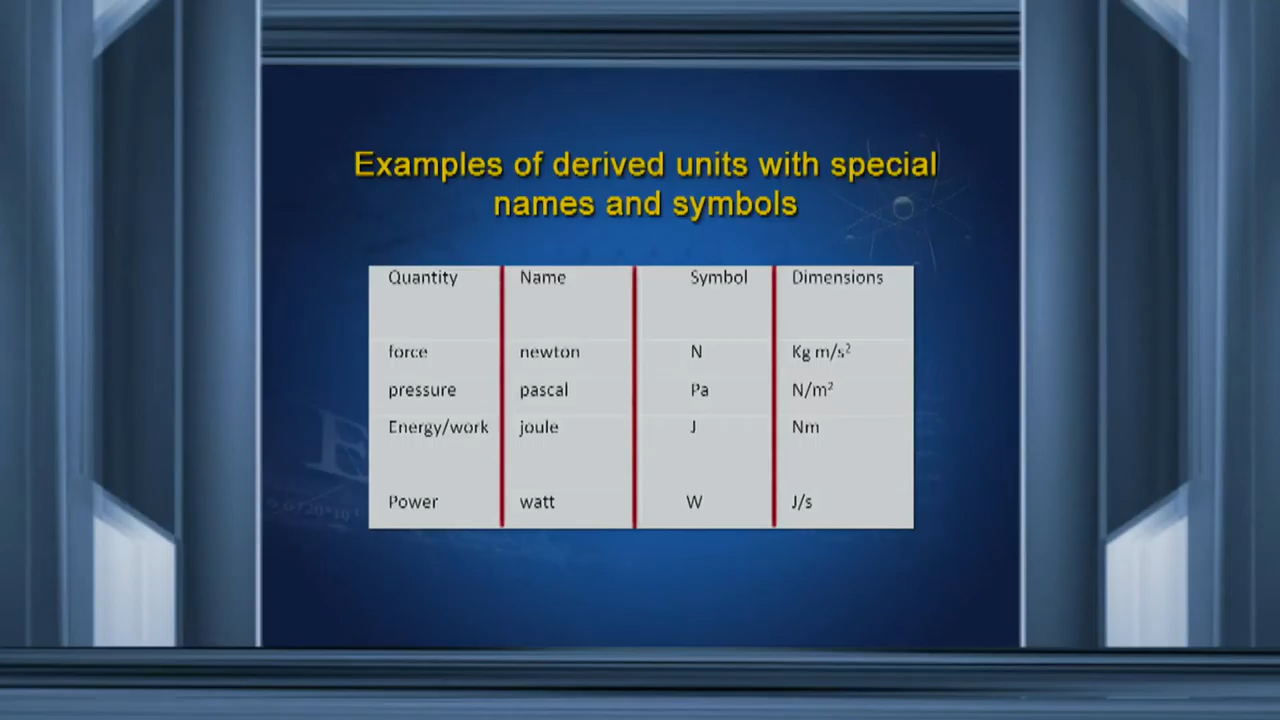 Examples of derived units with special
names and symbols
Quantity Name Symbol Dimensions
force newton N Kg m/s²
pressure pascal Pa N/m²
Energy/work joule J Nm
Power watt W J/s